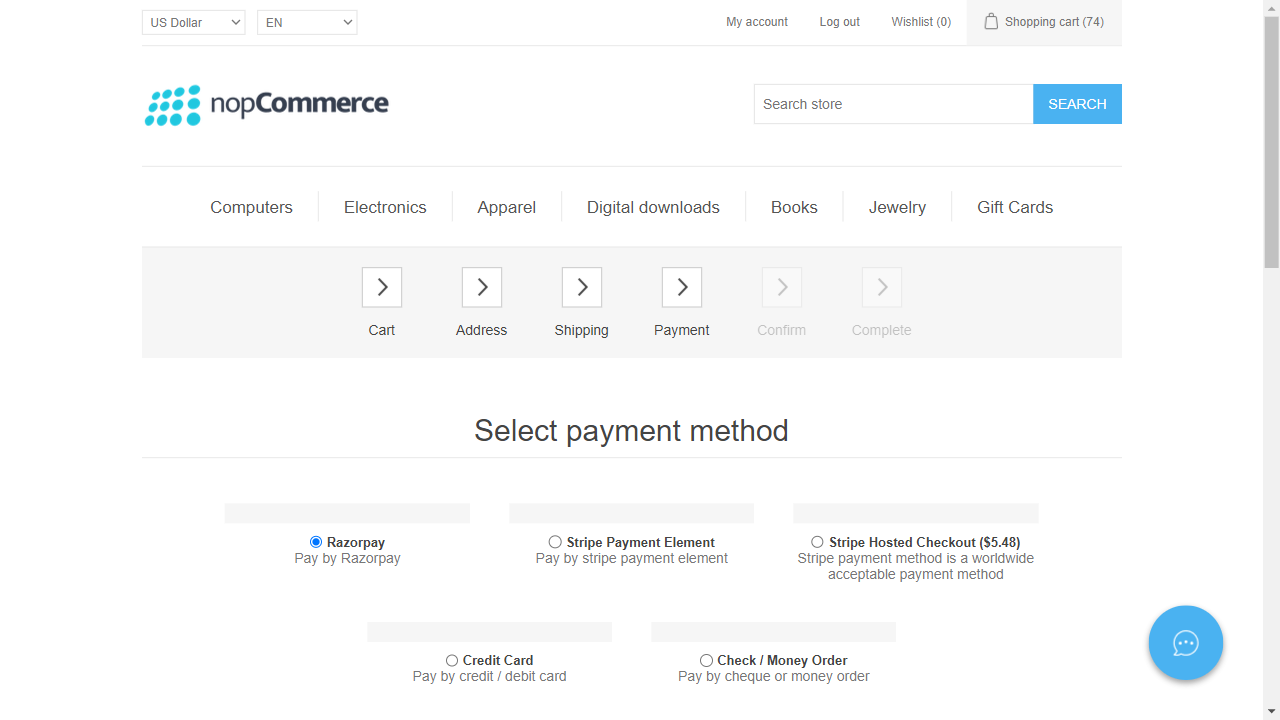 US Dollar
EN
My account
Log out
Wishlist (0)
Shopping cart (74)
nopCommerce
Search store
SEARCH
Computers
Electronics
Apparel
Digital downloads
Books
Jewelry
Gift Cards
Cart
Address
Shipping
Payment
Confirm
Complete
Select payment method
Razorpay
Pay by Razorpay
Stripe Payment Element
Pay by stripe payment element
Stripe Hosted Checkout ($5.48)
Stripe payment method is a worldwide
acceptable payment method
Credit Card
Pay by credit / debit card
Check / Money Order
Pay by cheque or money order